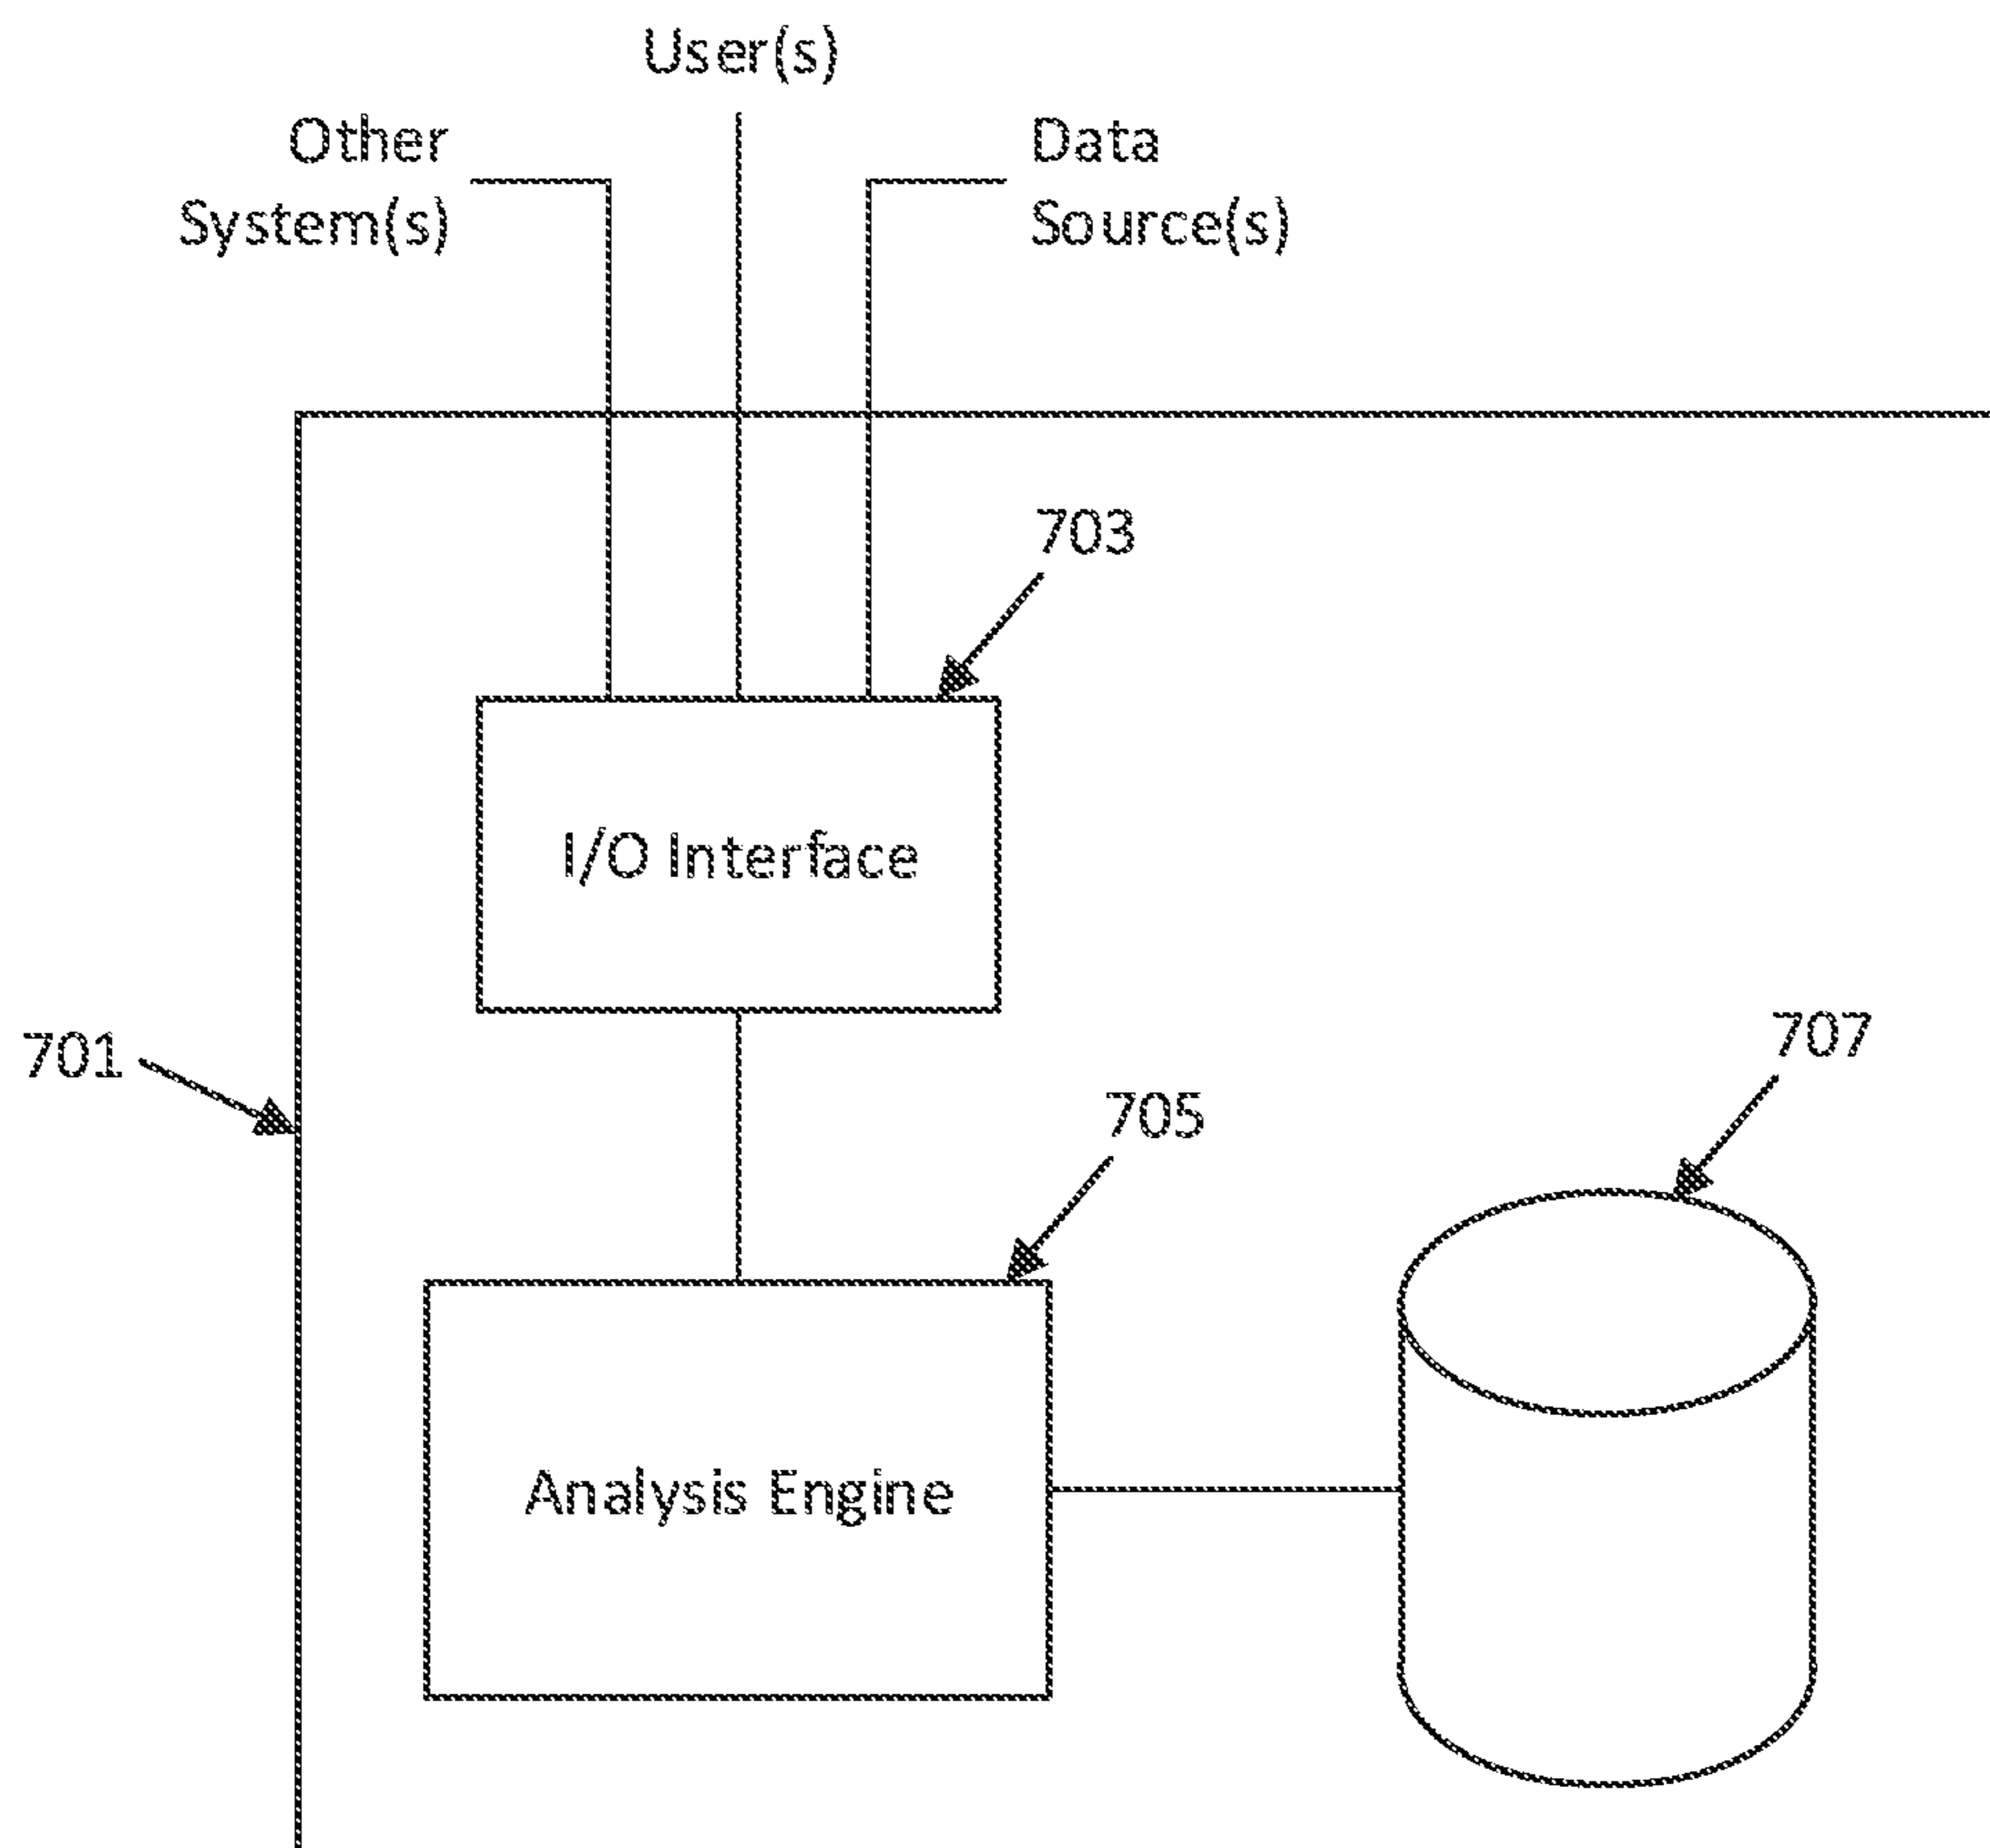 User(s)
Other
System(s)
Data
Source(s)
703
I/O Interface
701
707
705
Analysis Engine